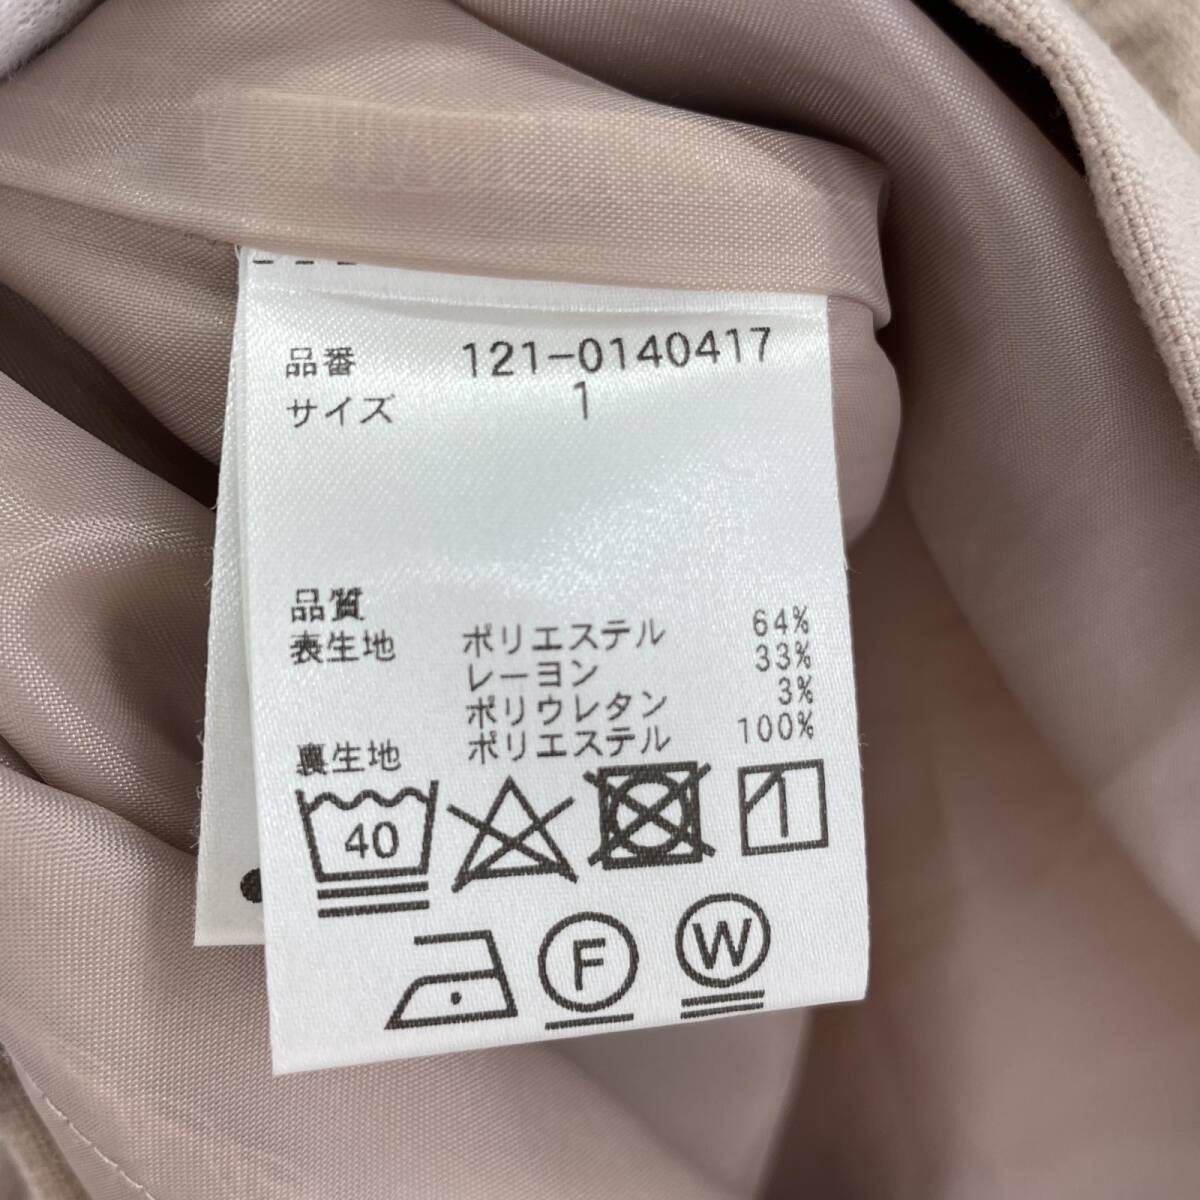 品番 121-0140417
サイズ 1
品質
表生地 ポリエステル 64%
レーヨン 33%
ポリウレタン 3%
裏生地 ポリエステル 100%
40
F W